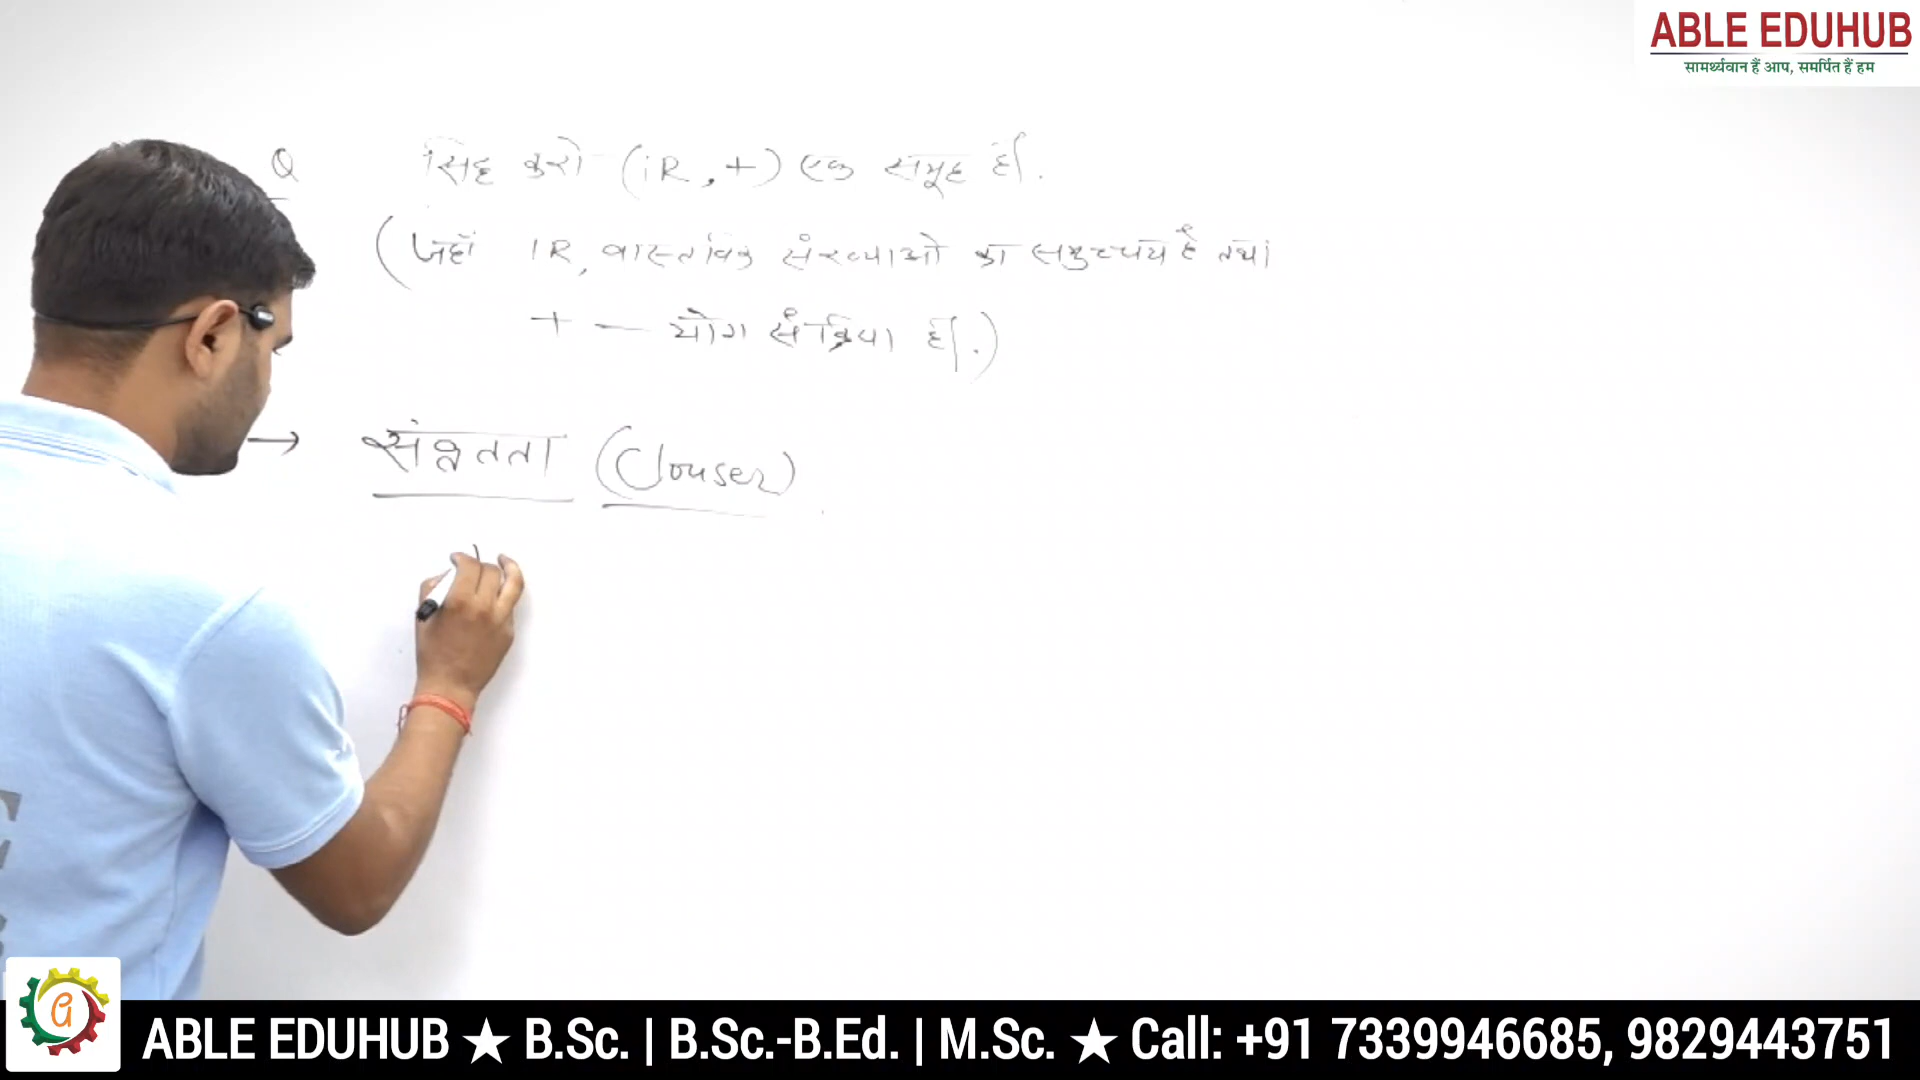 ABLE EDUHUB
सामर्थ्यवान हैं आप, समर्पित हैं हम
Q सिद्ध करो (IR, +) एक समूह है।.
(जहाँ IR, वास्तविक संख्याओ का समुच्चय है तथा
+ — योग संक्रिया है।.)
→ संवृतता (Clouser)
ABLE EDUHUB ★ B.Sc. | B.Sc.-B.Ed. | M.Sc. ★ Call: +91 7339946685, 9829443751